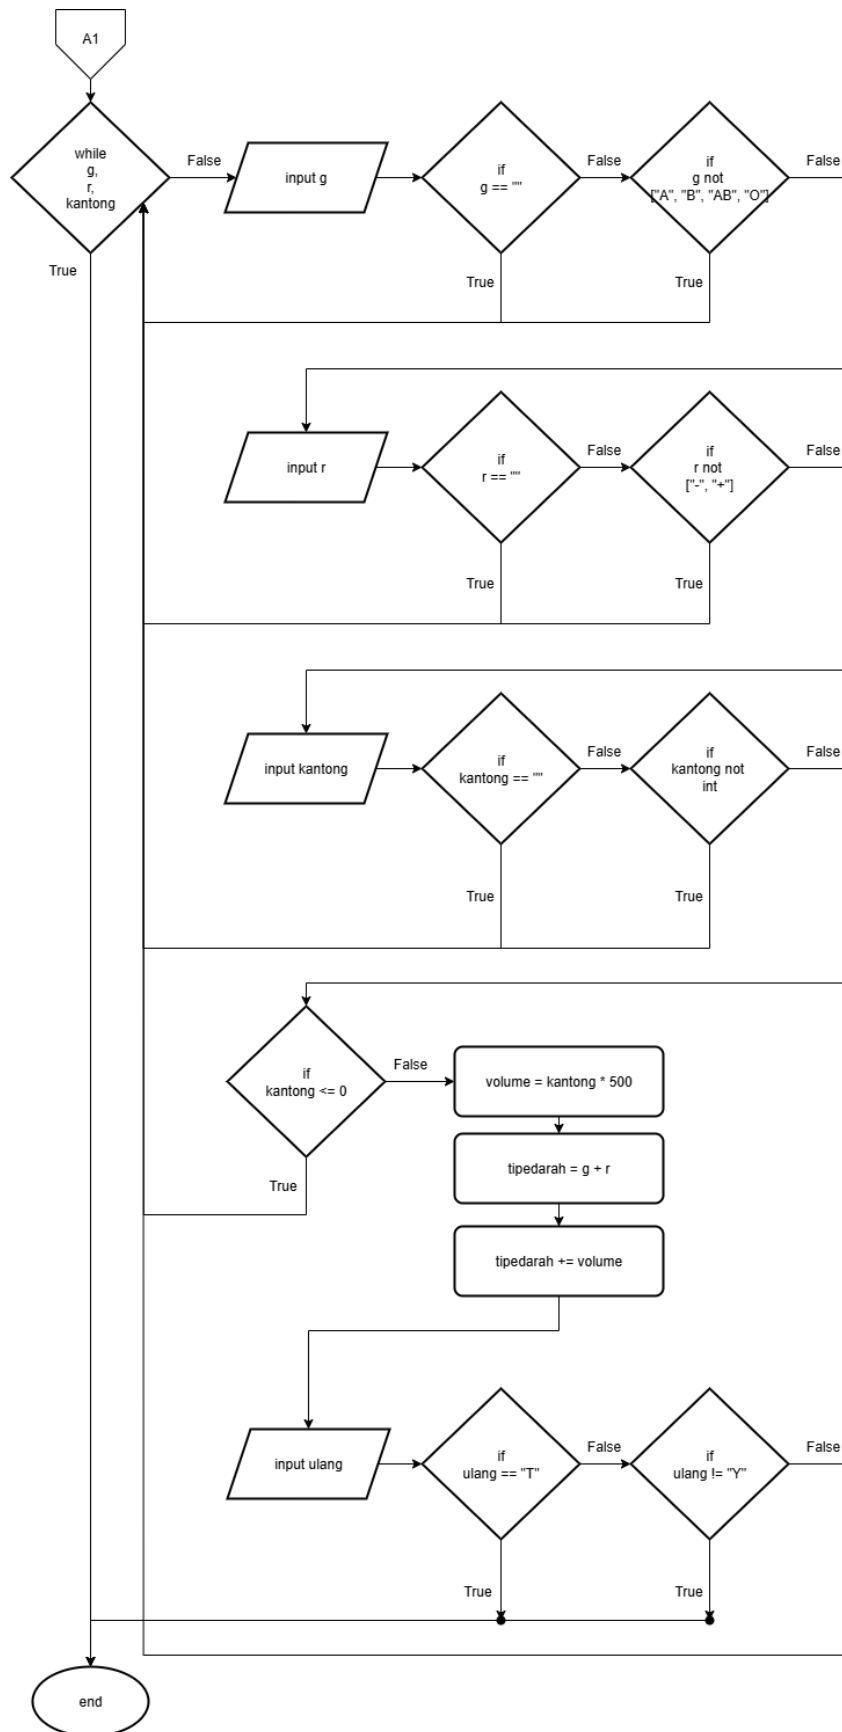 A1
while
g,
r,
kantong
False
input g
if
g == ""
False
if
g not
["A", "B", "AB", "O"]
False
True
True
True
input r
if
r == ""
False
if
r not
["-", "+"]
False
True
True
input kantong
if
kantong == ""
False
if
kantong not
int
False
True
True
if
kantong <= 0
False
volume = kantong * 500
tipedarah = g + r
True
tipedarah += volume
input ulang
if
ulang == "T"
False
if
ulang != "Y"
False
True
True
end